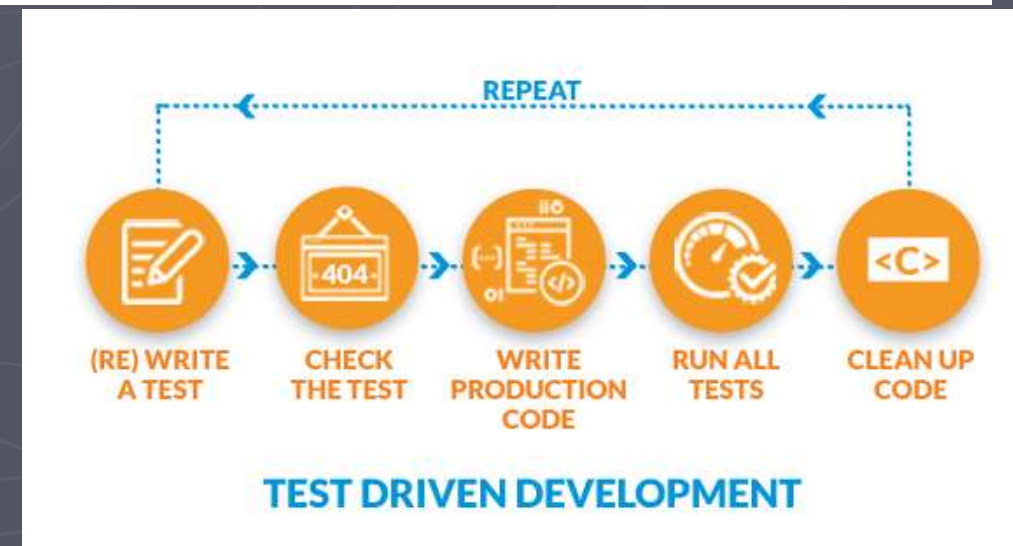 REPEAT
404
{...}
</>
<C>
(RE) WRITE
A TEST
CHECK
THE TEST
WRITE
PRODUCTION
CODE
RUN ALL
TESTS
CLEAN UP
CODE
TEST DRIVEN DEVELOPMENT